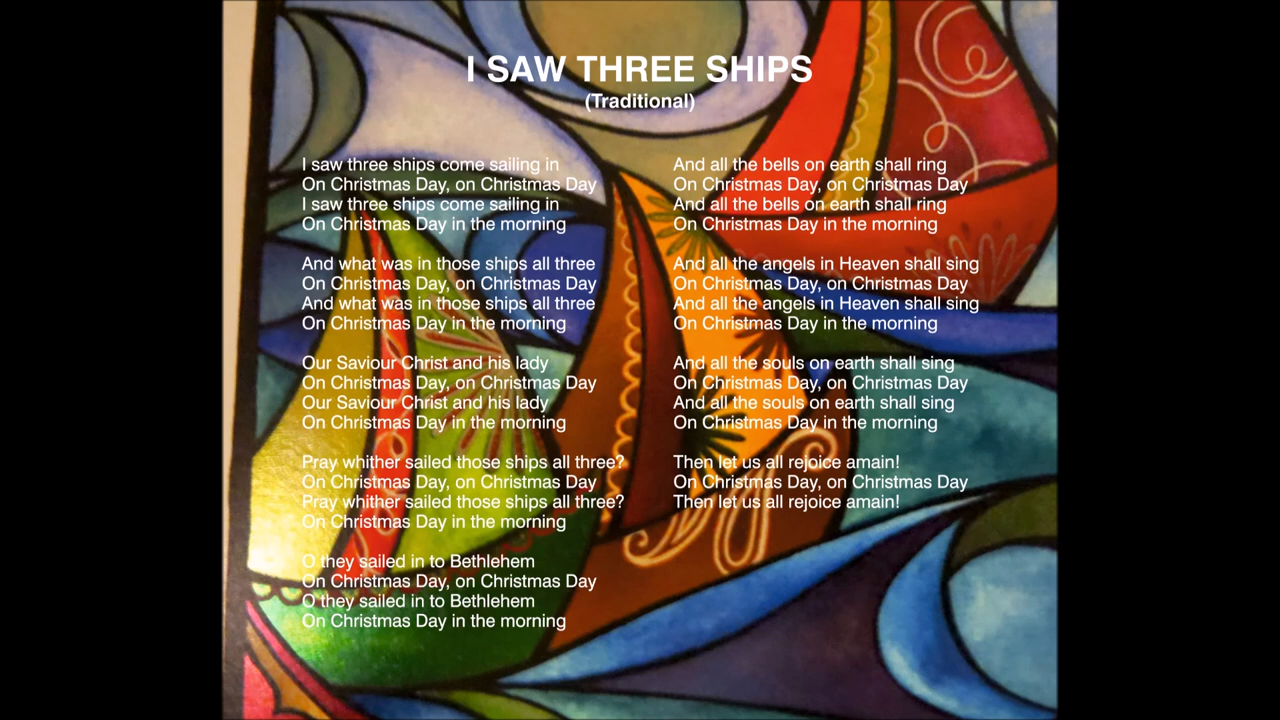 I SAW THREE SHIPS
(Traditional)
I saw three ships come sailing in
On Christmas Day, on Christmas Day
I saw three ships come sailing in
On Christmas Day in the morning
And what was in those ships all three
On Christmas Day, on Christmas Day
And what was in those ships all three
On Christmas Day in the morning
Our Saviour Christ and his lady
On Christmas Day, on Christmas Day
Our Saviour Christ and his lady
On Christmas Day in the morning
Pray whither sailed those ships all three?
On Christmas Day, on Christmas Day
Pray whither sailed those ships all three?
On Christmas Day in the morning
O they sailed in to Bethlehem
On Christmas Day, on Christmas Day
O they sailed in to Bethlehem
On Christmas Day in the morning
And all the bells on earth shall ring
On Christmas Day, on Christmas Day
And all the bells on earth shall ring
On Christmas Day in the morning
And all the angels in Heaven shall sing
On Christmas Day, on Christmas Day
And all the angels in Heaven shall sing
On Christmas Day in the morning
And all the souls on earth shall sing
On Christmas Day, on Christmas Day
And all the souls on earth shall sing
On Christmas Day in the morning
Then let us all rejoice amain!
On Christmas Day, on Christmas Day
Then let us all rejoice amain!